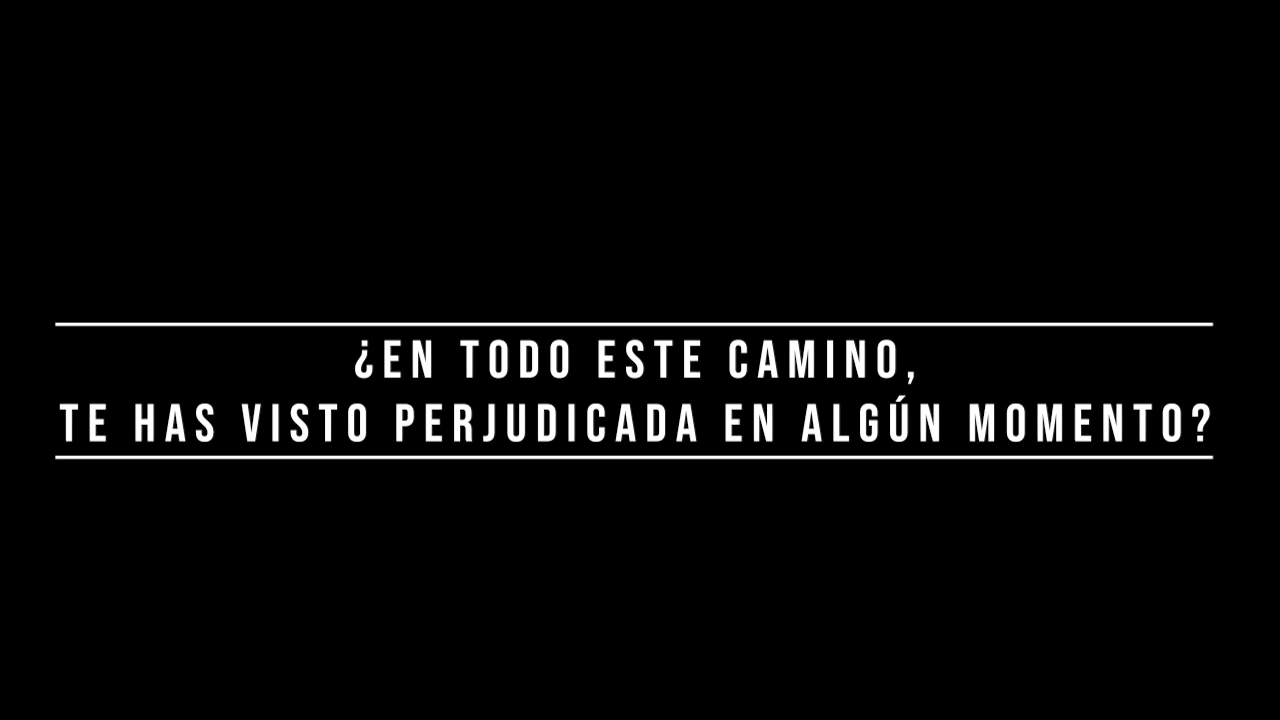 ¿EN TODO ESTE CAMINO,
TE HAS VISTO PERJUDICADA EN ALGÚN MOMENTO?